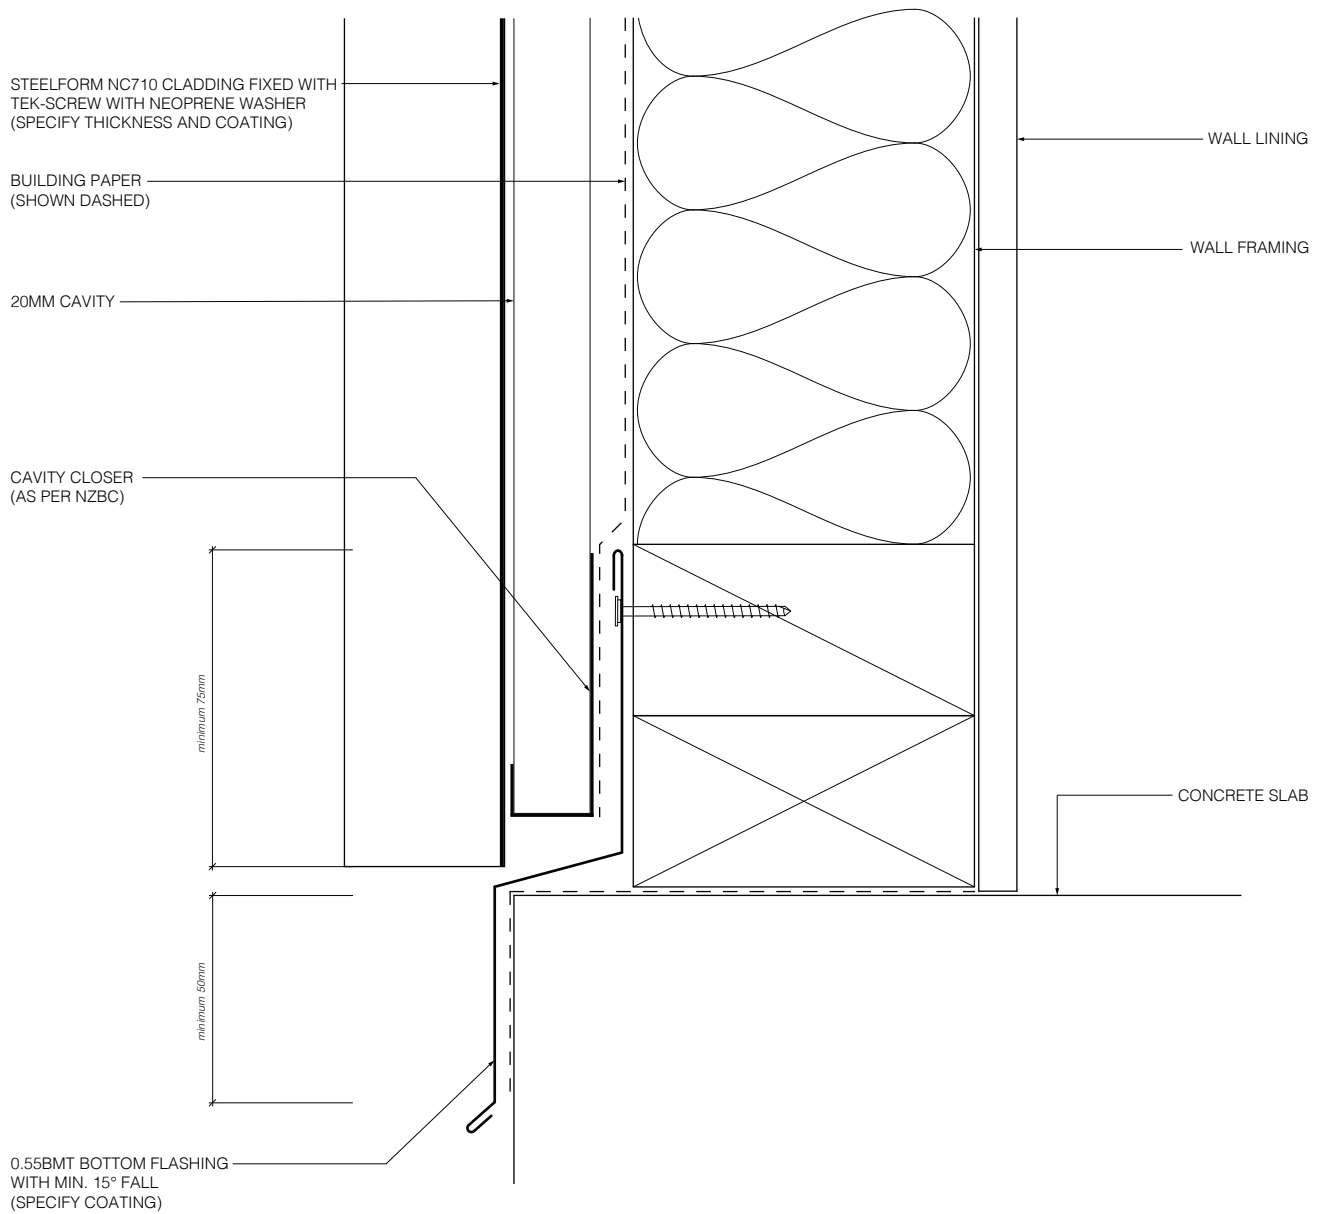 STEELFORM NC710 CLADDING FIXED WITH
TEK-SCREW WITH NEOPRENE WASHER
(SPECIFY THICKNESS AND COATING)
WALL LINING
BUILDING PAPER
(SHOWN DASHED)
WALL FRAMING
20MM CAVITY
CAVITY CLOSER
(AS PER NZBC)
minimum 75mm
CONCRETE SLAB
minimum 50mm
0.55BMT BOTTOM FLASHING
WITH MIN. 15° FALL
(SPECIFY COATING)